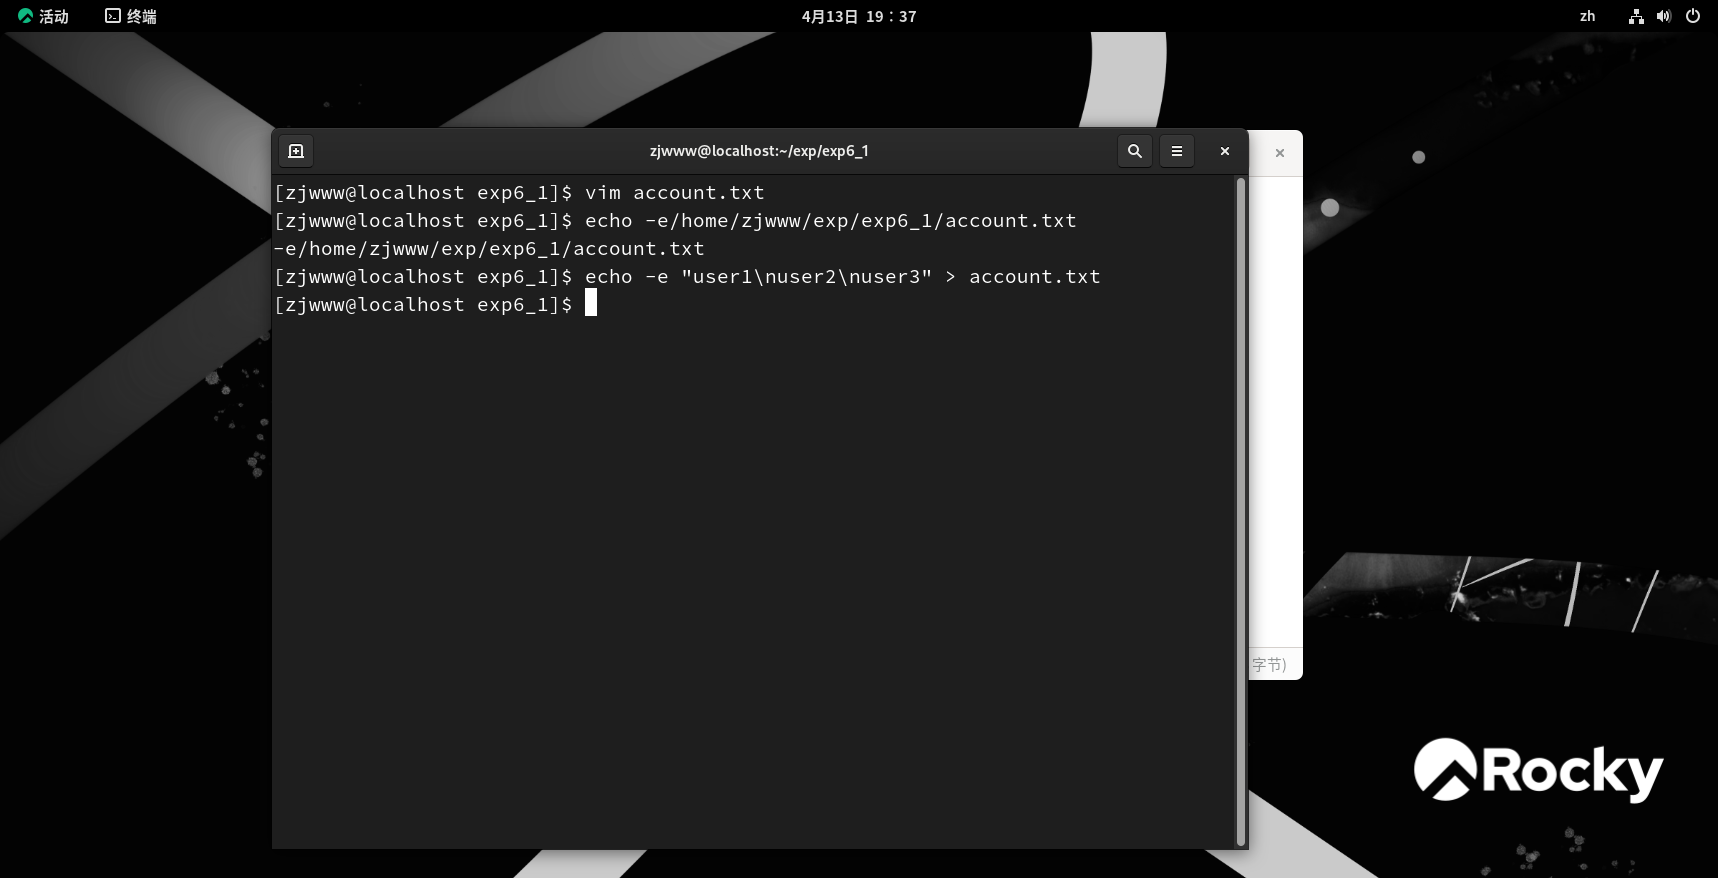 活动 终端 4月13日 19：37 zh
zjwww@localhost:~/exp/exp6_1
[zjwww@localhost exp6_1]$ vim account.txt
[zjwww@localhost exp6_1]$ echo -e/home/zjwww/exp/exp6_1/account.txt
-e/home/zjwww/exp/exp6_1/account.txt
[zjwww@localhost exp6_1]$ echo -e "user1\nuser2\nuser3" > account.txt
[zjwww@localhost exp6_1]$
字节)
Rocky